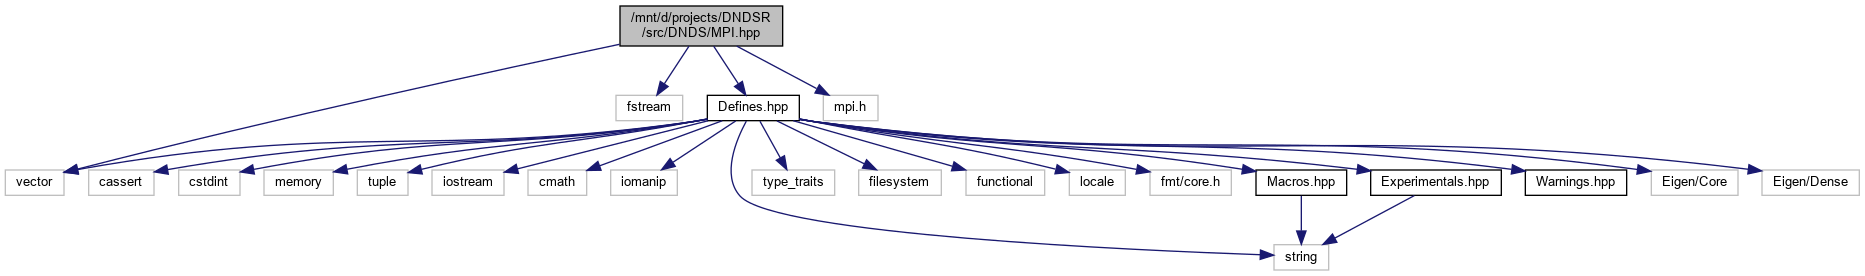 /mnt/d/projects/DNDSR
/src/DNDS/MPI.hpp
fstream
Defines.hpp
mpi.h
vector
cassert
cstdint
memory
tuple
iostream
cmath
iomanip
type_traits
filesystem
functional
locale
fmt/core.h
Macros.hpp
Experimentals.hpp
Warnings.hpp
Eigen/Core
Eigen/Dense
string